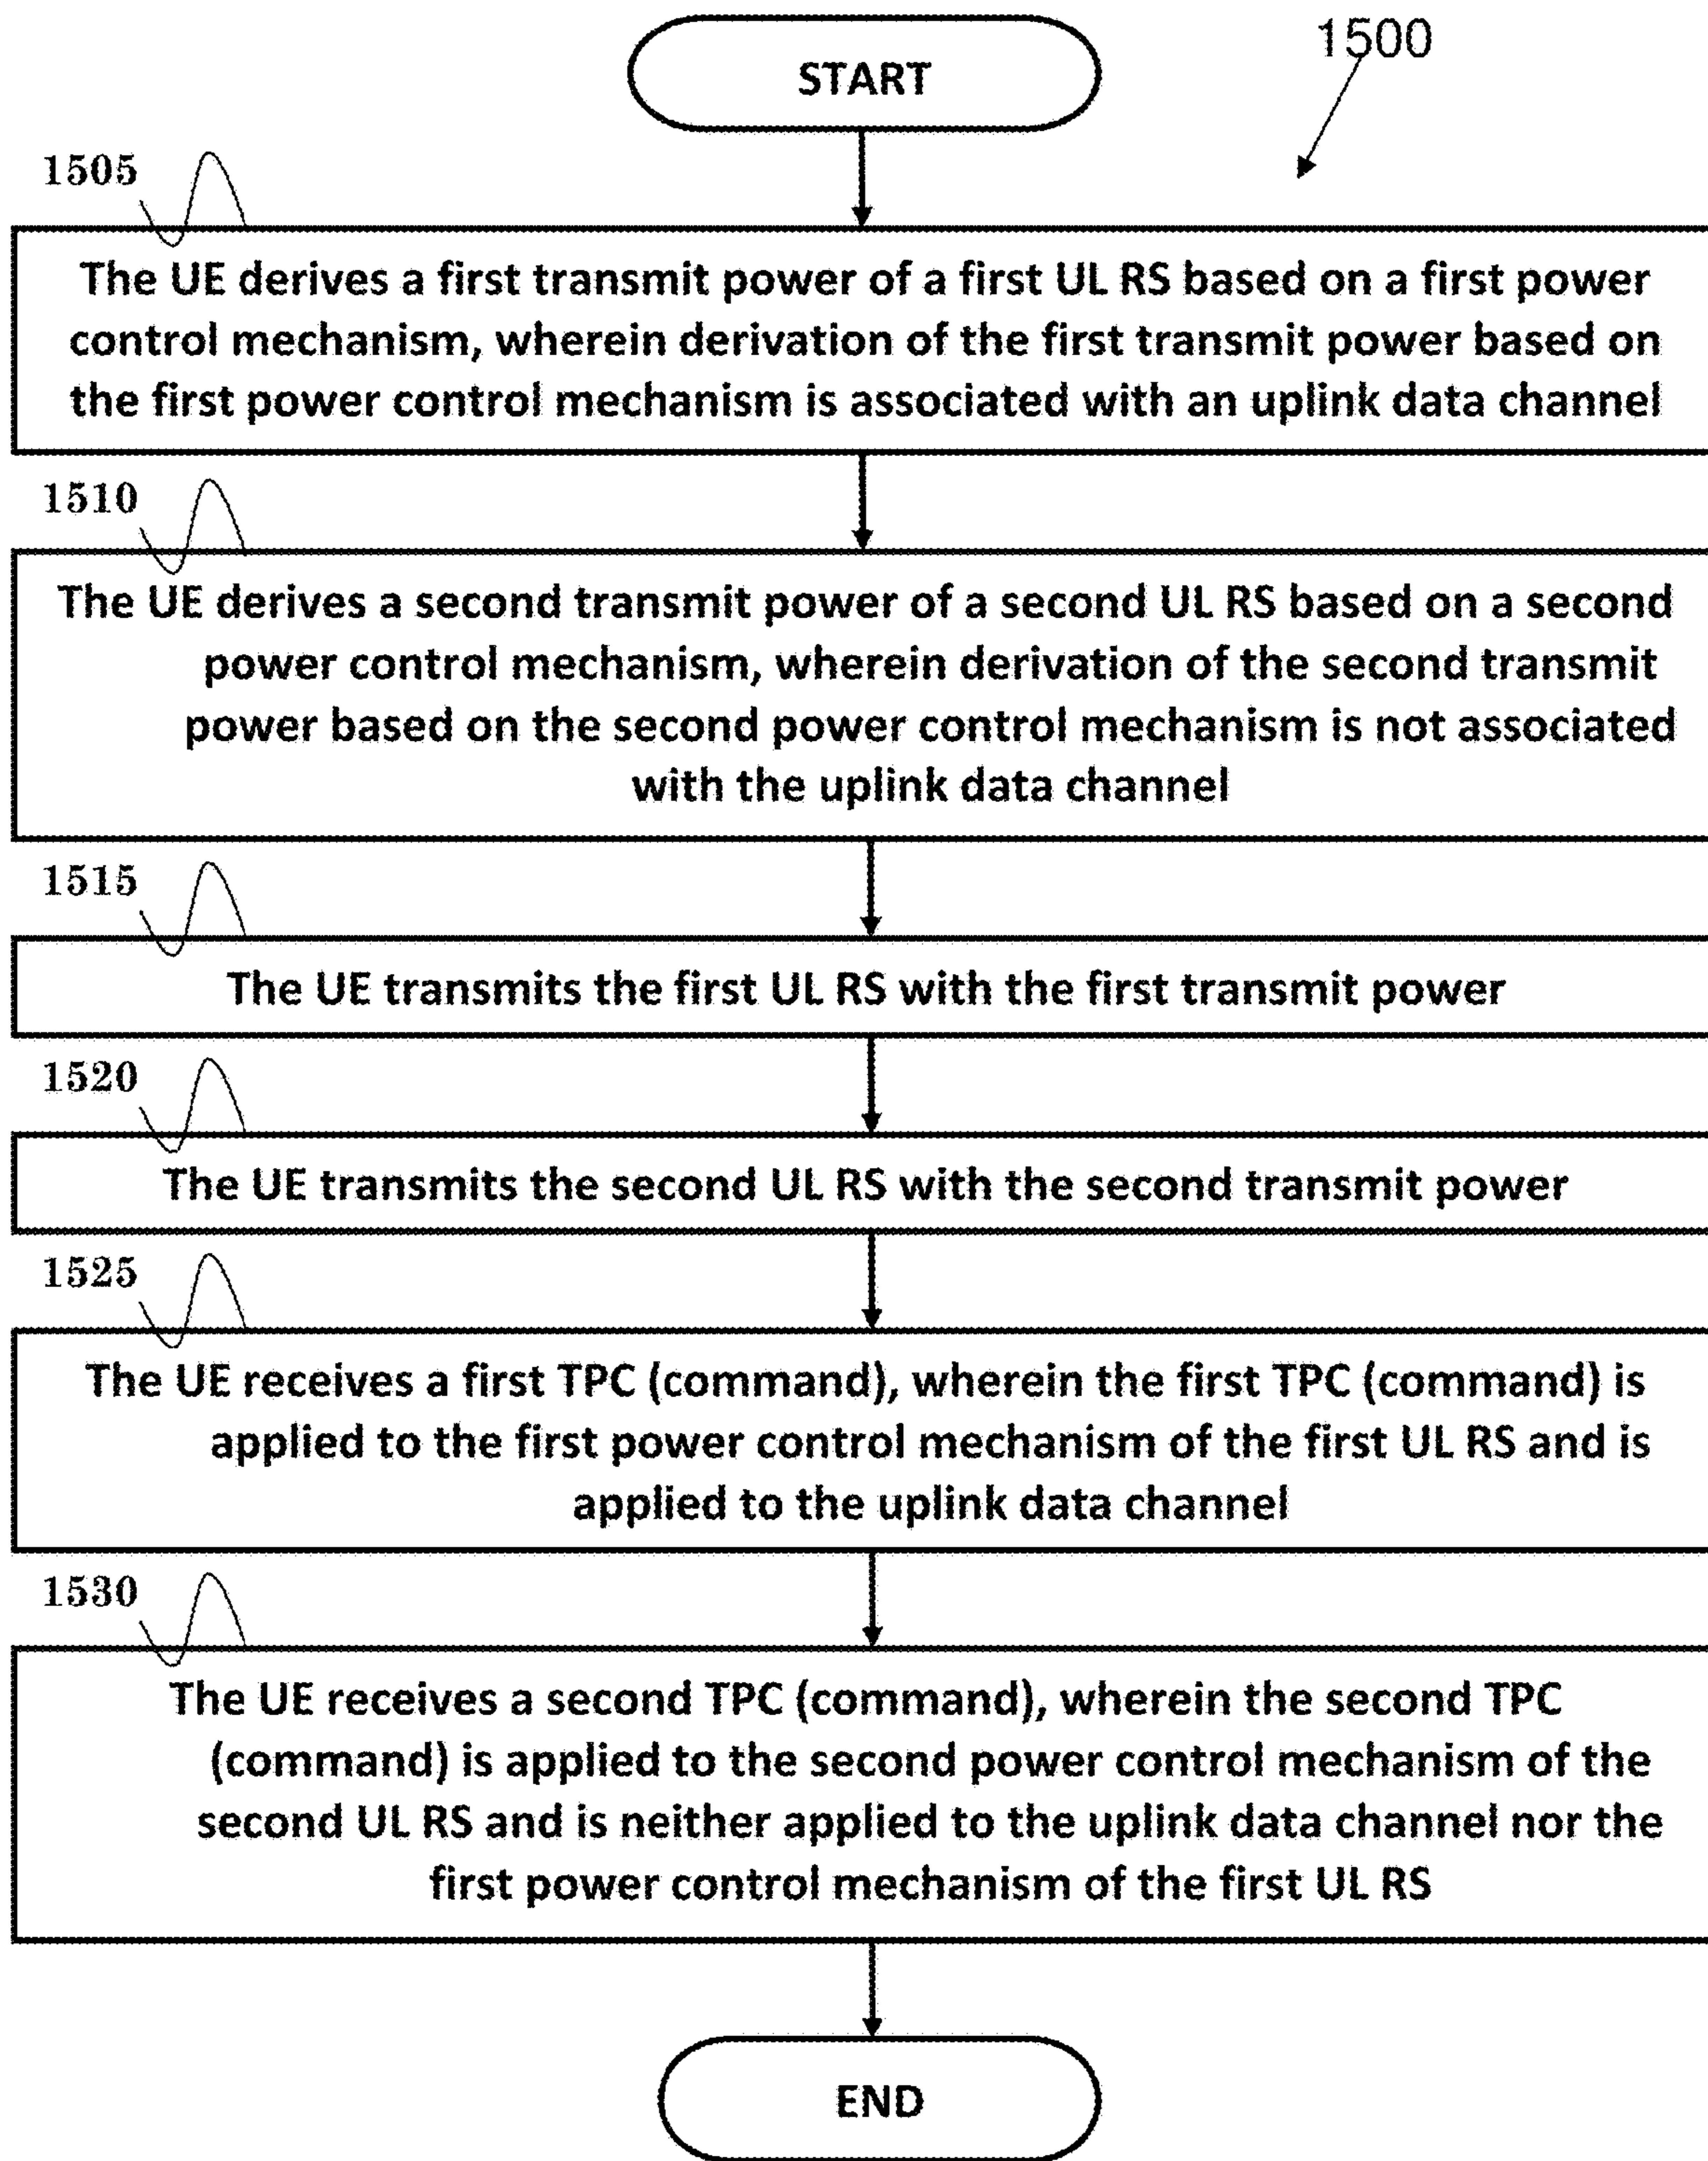 START
1500
1505
The UE derives a first transmit power of a first UL RS based on a first power
control mechanism, wherein derivation of the first transmit power based on
the first power control mechanism is associated with an uplink data channel
1510
The UE derives a second transmit power of a second UL RS based on a second
power control mechanism, wherein derivation of the second transmit
power based on the second power control mechanism is not associated
with the uplink data channel
1515
The UE transmits the first UL RS with the first transmit power
1520
The UE transmits the second UL RS with the second transmit power
1525
The UE receives a first TPC (command), wherein the first TPC (command) is
applied to the first power control mechanism of the first UL RS and is
applied to the uplink data channel
1530
The UE receives a second TPC (command), wherein the second TPC
(command) is applied to the second power control mechanism of the
second UL RS and is neither applied to the uplink data channel nor the
first power control mechanism of the first UL RS
END